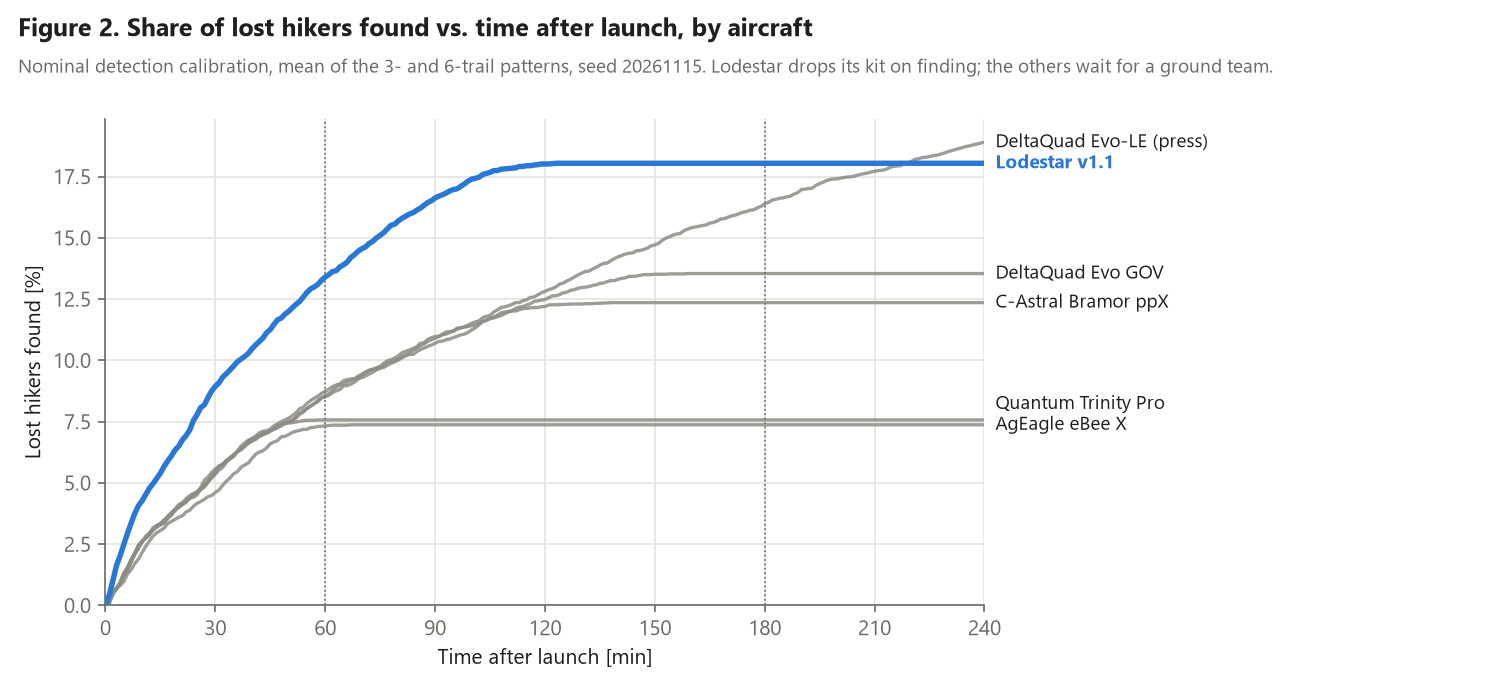 Figure 2. Share of lost hikers found vs. time after launch, by aircraft
Nominal detection calibration, mean of the 3- and 6-trail patterns, seed 20261115. Lodestar drops its kit on finding; the others wait for a ground team.
Lost hikers found [%]
17.5
15.0
12.5
10.0
7.5
5.0
2.5
0.0
DeltaQuad Evo-LE (press)
Lodestar v1.1
DeltaQuad Evo GOV
C-Astral Bramor ppX
Quantum Trinity Pro
AgEagle eBee X
0 30 60 90 120 150 180 210 240
Time after launch [min]